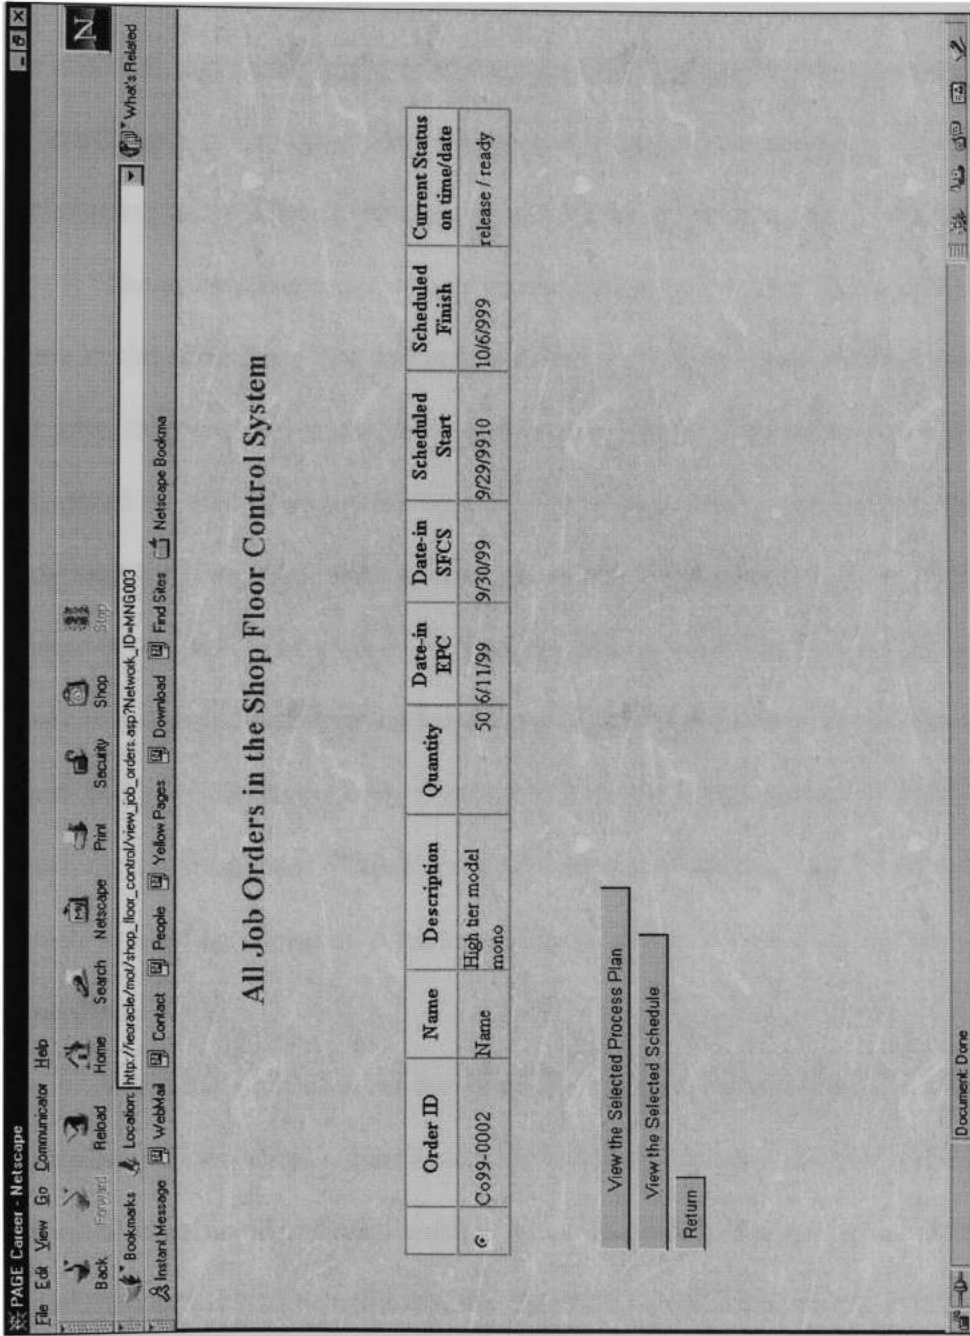 PAGE Career - Netscape
File Edit View Go Communicator Help
Back Forward Reload Home Search Netscape Print Security Shop Stop
Bookmarks Location: http://ieoracle/mol/shop_floor_control/view_job_orders.asp?Network_ID=MNG003 What's Related
Instant Message WebMail Contact People Yellow Pages Download Find Sites Netscape Bookma
All Job Orders in the Shop Floor Control System
Order ID Name Description Quantity Date-in EPC Date-in SFCS Scheduled Start Scheduled Finish Current Status on time/date
Co99-0002 Name High tier model mono 50 6/11/99 9/30/99 9/29/9910 10/6/999 release / ready
View the Selected Process Plan
View the Selected Schedule
Return
Document: Done